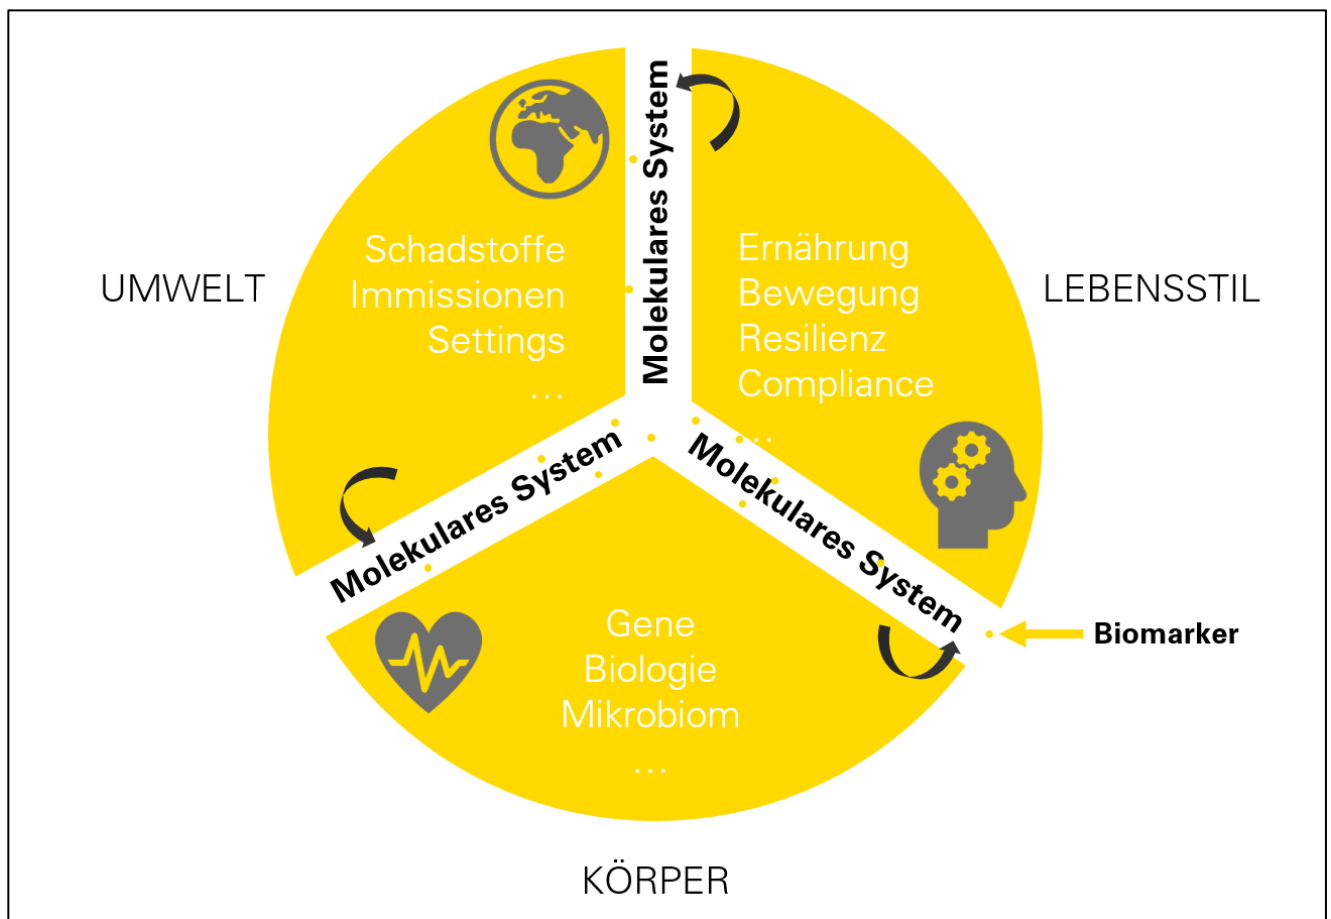 Molekulares System
UMWELT
Schadstoffe
Immissionen
Settings
...
Ernährung
Bewegung
Resilienz
Compliance
...
LEBENSSTIL
Molekulares System
Molekulares System
Gene
Biologie
Mikrobiom
...
Biomarker
KÖRPER